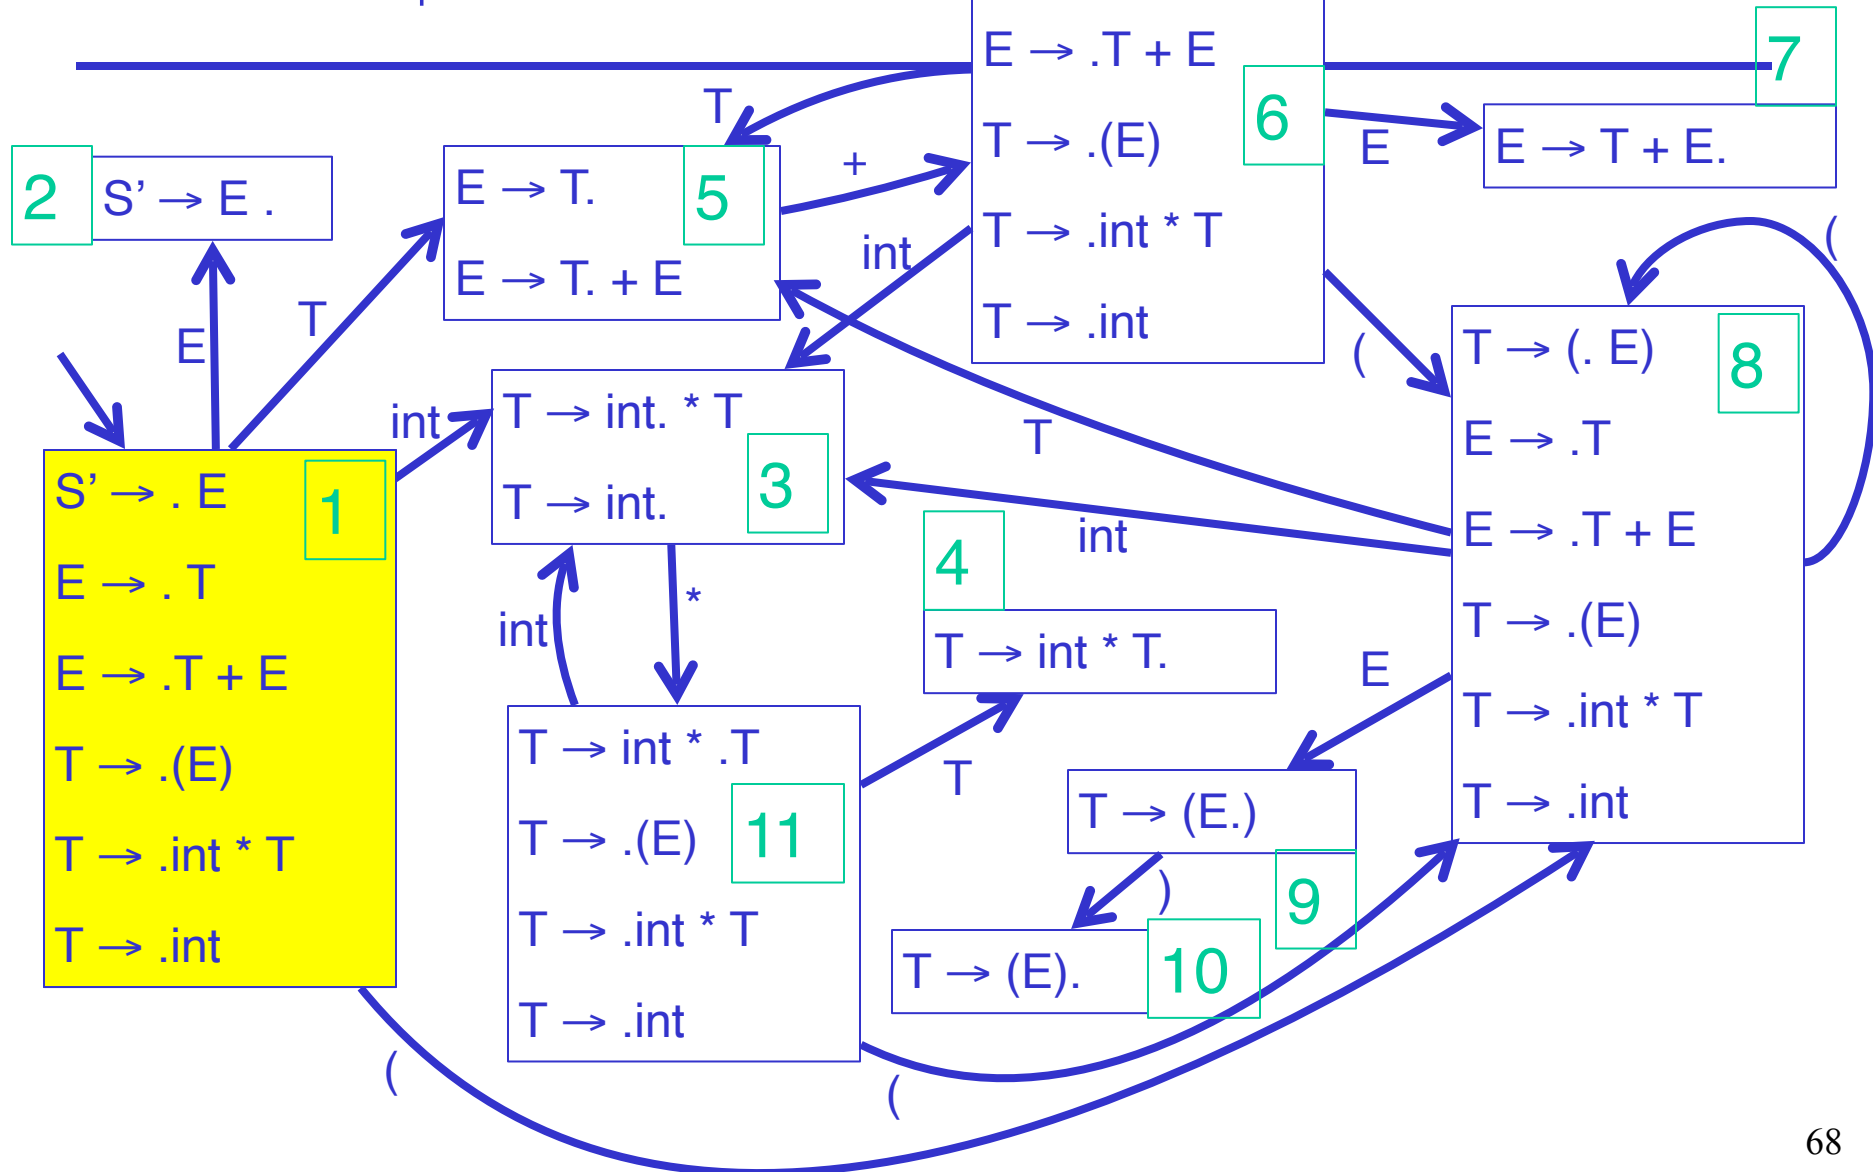 E → .T + E
T → .(E)
T → .int * T
T → .int
6
7
E
E → T + E.
2
S’ → E .
T
E → T.
E → T. + E
5
+
int
(
(
E
T
int
T → int. * T
T → int.
3
T
int
T → (. E)
E → .T
E → .T + E
T → .(E)
T → .int * T
T → .int
8
S’ → . E
E → . T
E → .T + E
T → .(E)
T → .int * T
T → .int
1
int
*
4
T → int * T.
T
E
T → int * .T
T → .(E)
T → .int * T
T → .int
11
T → (E.)
9
)
T → (E).
10
(
(
68